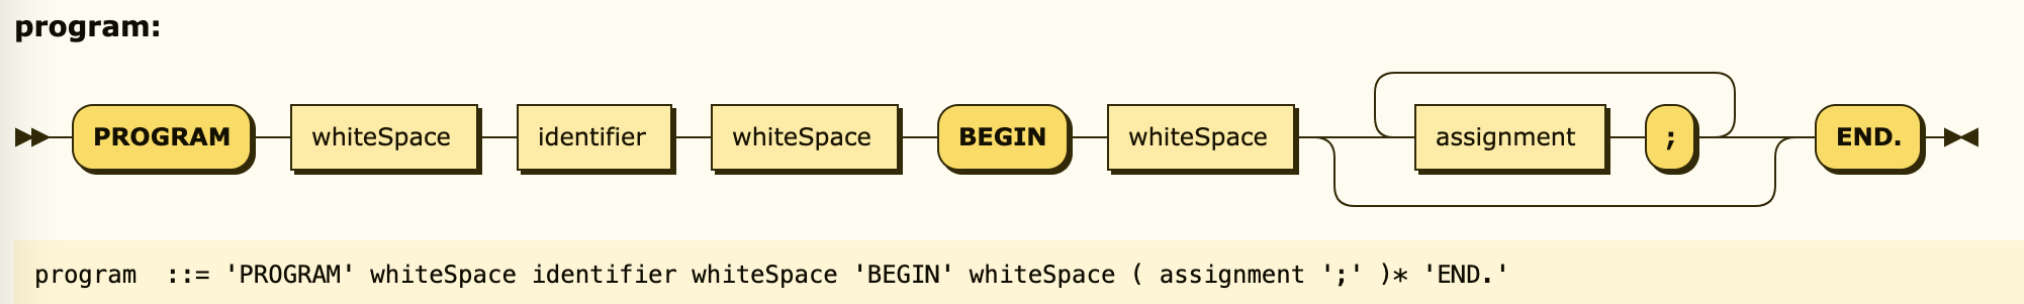 program:
PROGRAM whiteSpace identifier whiteSpace BEGIN whiteSpace assignment ; END.
program  ::= 'PROGRAM' whiteSpace identifier whiteSpace 'BEGIN' whiteSpace ( assignment ';' )* 'END.'